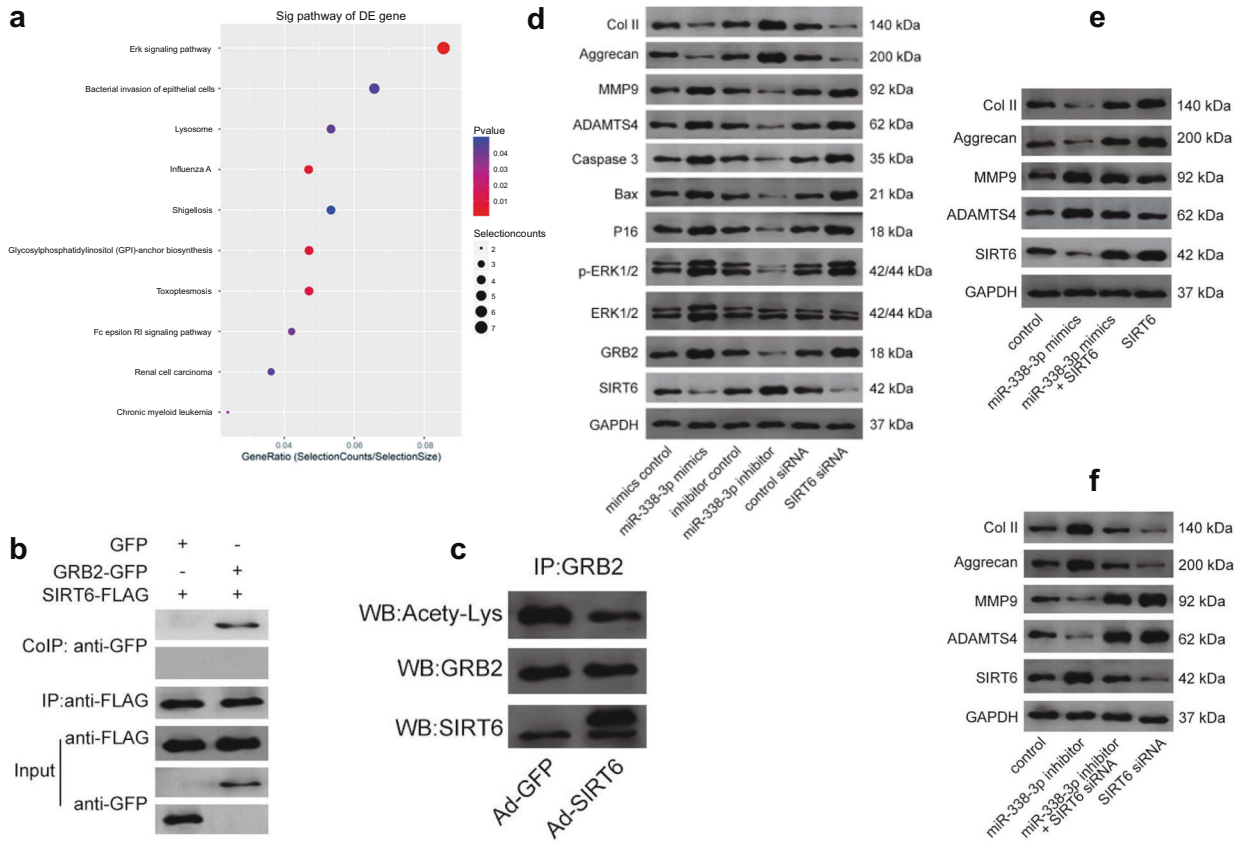 a
Sig pathway of DE gene
Erk signaling pathway
Bacterial invasion of epithelial cells
Lysosome
Influenza A
Shigellosis
Glycosylphosphatidylinositol (GPI)-anchor biosynthesis
Toxoptesmosis
Fc epsilon RI signaling pathway
Renal cell carcinoma
Chronic myeloid leukemia
0.04 0.06 0.08
GeneRatio (SelectionCounts/SelectionSize)
Pvalue
0.04
0.03
0.02
0.01
Selectioncounts
2
3
4
5
6
7
b
GFP + -
GRB2-GFP - +
SIRT6-FLAG + +
CoIP: anti-GFP
IP:anti-FLAG
Input
anti-FLAG
anti-GFP
c
IP:GRB2
WB:Acety-Lys
WB:GRB2
WB:SIRT6
Ad-GFP
Ad-SIRT6
d
Col II 140 kDa
Aggrecan 200 kDa
MMP9 92 kDa
ADAMTS4 62 kDa
Caspase 3 35 kDa
Bax 21 kDa
P16 18 kDa
p-ERK1/2 42/44 kDa
ERK1/2 42/44 kDa
GRB2 18 kDa
SIRT6 42 kDa
GAPDH 37 kDa
mimics control
miR-338-3p mimics
inhibitor control
miR-338-3p inhibitor
control siRNA
SIRT6 siRNA
e
Col II 140 kDa
Aggrecan 200 kDa
MMP9 92 kDa
ADAMTS4 62 kDa
SIRT6 42 kDa
GAPDH 37 kDa
control
miR-338-3p mimics
miR-338-3p mimics
+ SIRT6
SIRT6
f
Col II 140 kDa
Aggrecan 200 kDa
MMP9 92 kDa
ADAMTS4 62 kDa
SIRT6 42 kDa
GAPDH 37 kDa
control
miR-338-3p inhibitor
miR-338-3p inhibitor
+ SIRT6 siRNA
SIRT6 siRNA